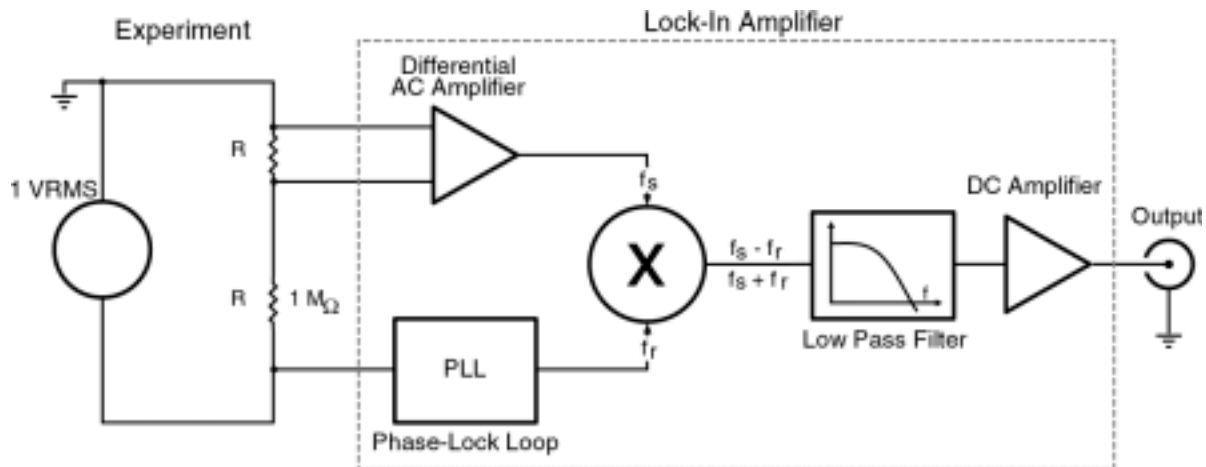 Experiment
Lock-In Amplifier
Differential
AC Amplifier
R
1 VRMS
fs
DC Amplifier
Output
X
fs - fr
fs + fr
f
R
1 MΩ
Low Pass Filter
fr
PLL
Phase-Lock Loop